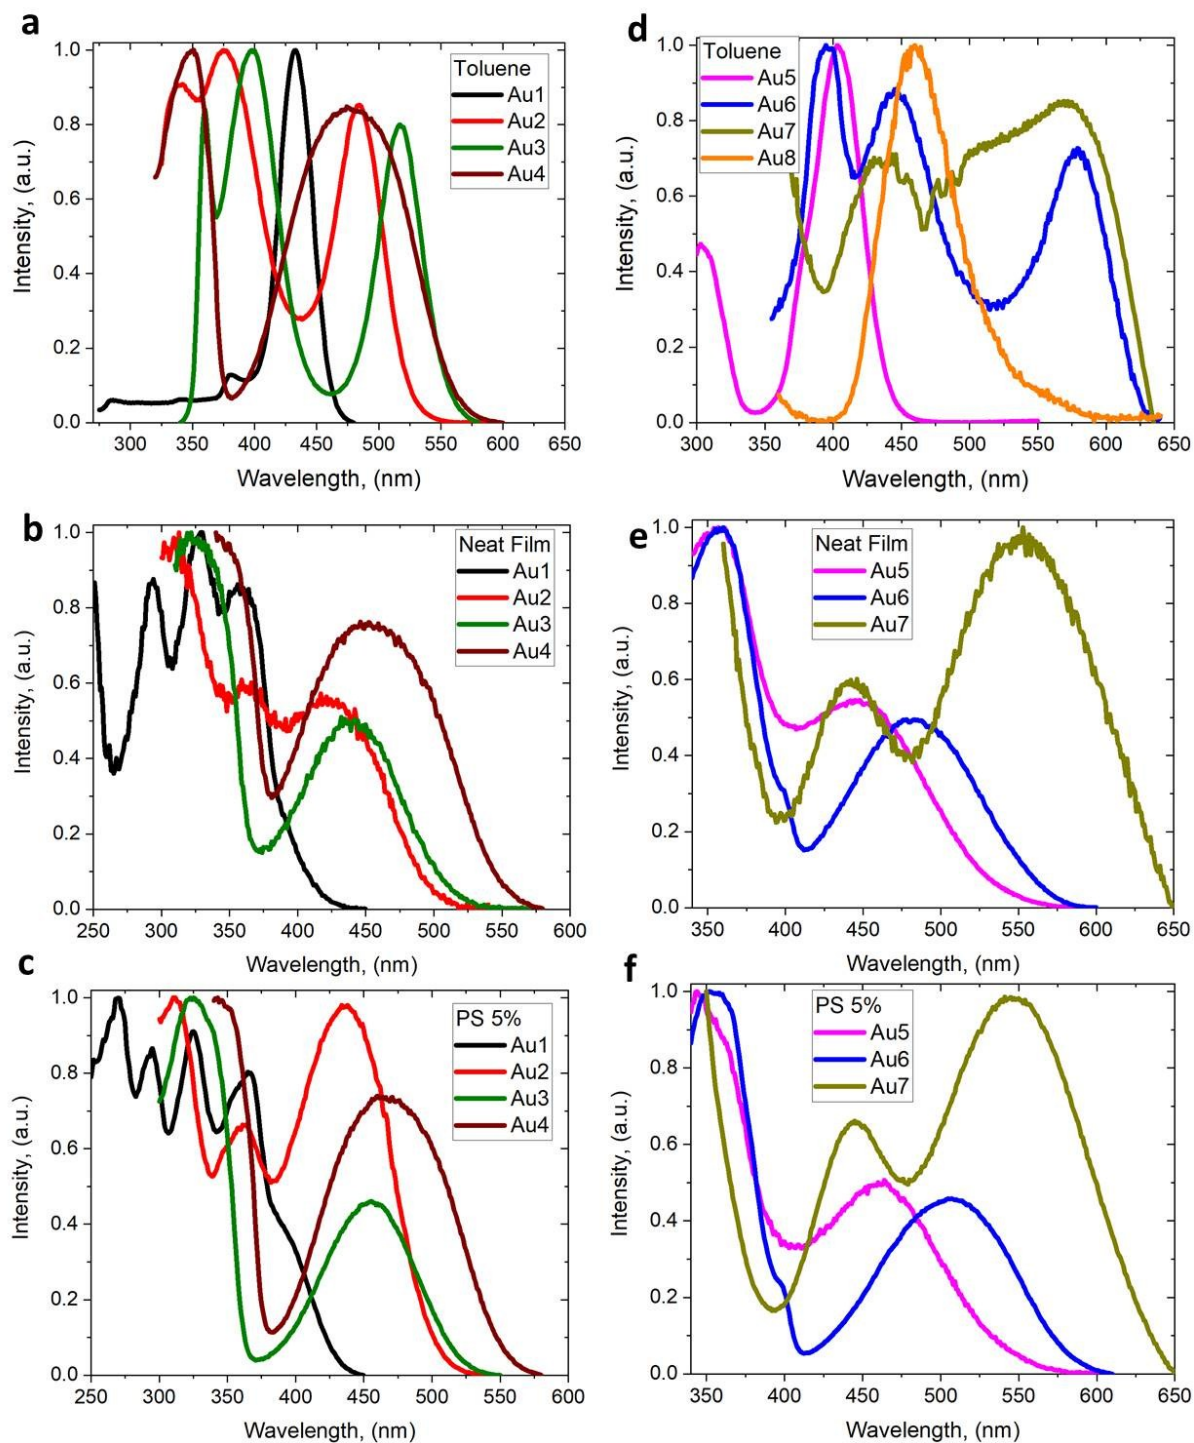 a
1.0
0.8
0.6
0.4
0.2
0.0
Intensity, (a.u.)
Toluene
Au1
Au2
Au3
Au4
300 350 400 450 500 550 600 650
Wavelength, (nm)
b
1.0
0.8
0.6
0.4
0.2
0.0
Intensity, (a.u.)
Neat Film
Au1
Au2
Au3
Au4
250 300 350 400 450 500 550 600
Wavelength, (nm)
c
1.0
0.8
0.6
0.4
0.2
0.0
Intensity, (a.u.)
PS 5%
Au1
Au2
Au3
Au4
250 300 350 400 450 500 550 600
Wavelength, (nm)
d
1.0
0.8
0.6
0.4
0.2
0.0
Intensity, (a.u.)
Toluene
Au5
Au6
Au7
Au8
300 350 400 450 500 550 600 650
Wavelength, (nm)
e
1.0
0.8
0.6
0.4
0.2
0.0
Intensity, (a.u.)
Neat Film
Au5
Au6
Au7
350 400 450 500 550 600 650
Wavelength, (nm)
f
1.0
0.8
0.6
0.4
0.2
0.0
Intensity, (a.u.)
PS 5%
Au5
Au6
Au7
350 400 450 500 550 600 650
Wavelength, (nm)